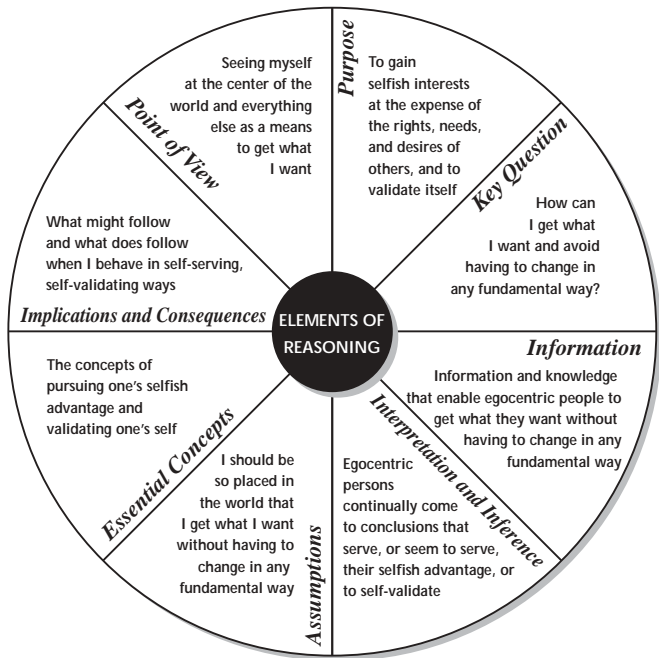 Purpose
To gain
selfish interests
at the expense of
the rights, needs,
and desires of
others, and to
validate itself
Key Question
How can
I get what
I want and avoid
having to change in
any fundamental way?
Information
Information and knowledge
that enable egocentric people to
get what they want without
having to change in any
fundamental way
Interpretation and Inference
Egocentric
persons
continually come
to conclusions that
serve, or seem to serve,
their selfish advantage, or
to self-validate
Assumptions
I should be
so placed in
the world that
I get what I want
without having to
change in any
fundamental way
Essential Concepts
The concepts of
pursuing one's selfish
advantage and
validating one's self
Implications and Consequences
What might follow
and what does follow
when I behave in self-serving,
self-validating ways
Point of View
Seeing myself
at the center of the
world and everything
else as a means
to get what
I want
ELEMENTS OF
REASONING